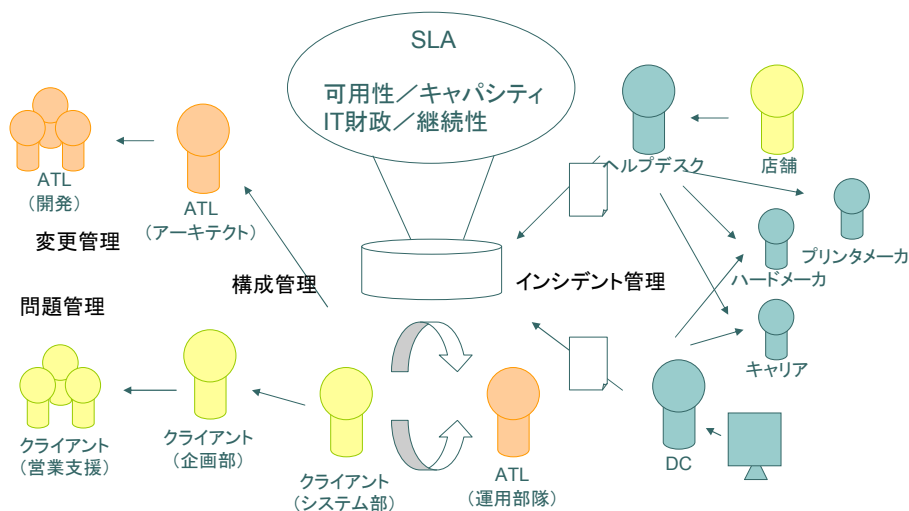 SLA
可用性／キャパシティ
IT財政／継続性
ヘルプデスク
店舗
ATL
（開発）
ATL
（アーキテクト）
変更管理
プリンタメーカ
ハードメーカ
構成管理
インシデント管理
問題管理
キャリア
クライアント
（営業支援）
クライアント
（企画部）
クライアント
（システム部）
ATL
（運用部隊）
DC